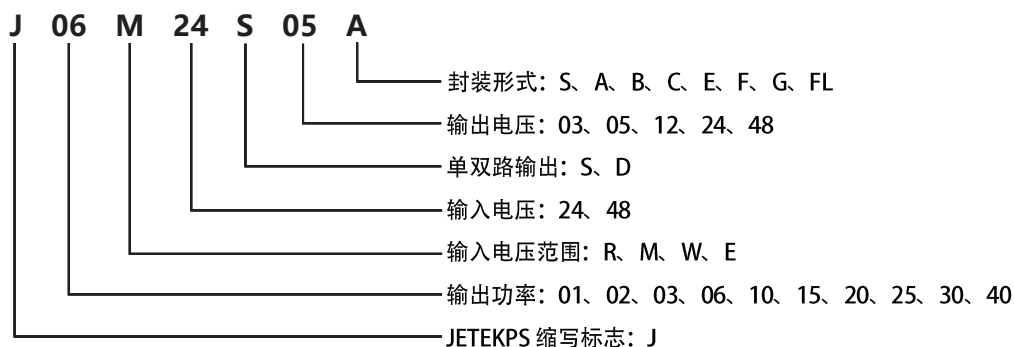 J 06 M 24 S 05 A
封装形式：S、A、B、C、E、F、G、FL
输出电压：03、05、12、24、48
单双路输出：S、D
输入电压：24、48
输入电压范围：R、M、W、E
输出功率：01、02、03、06、10、15、20、25、30、40
JETEKPS 缩写标志：J